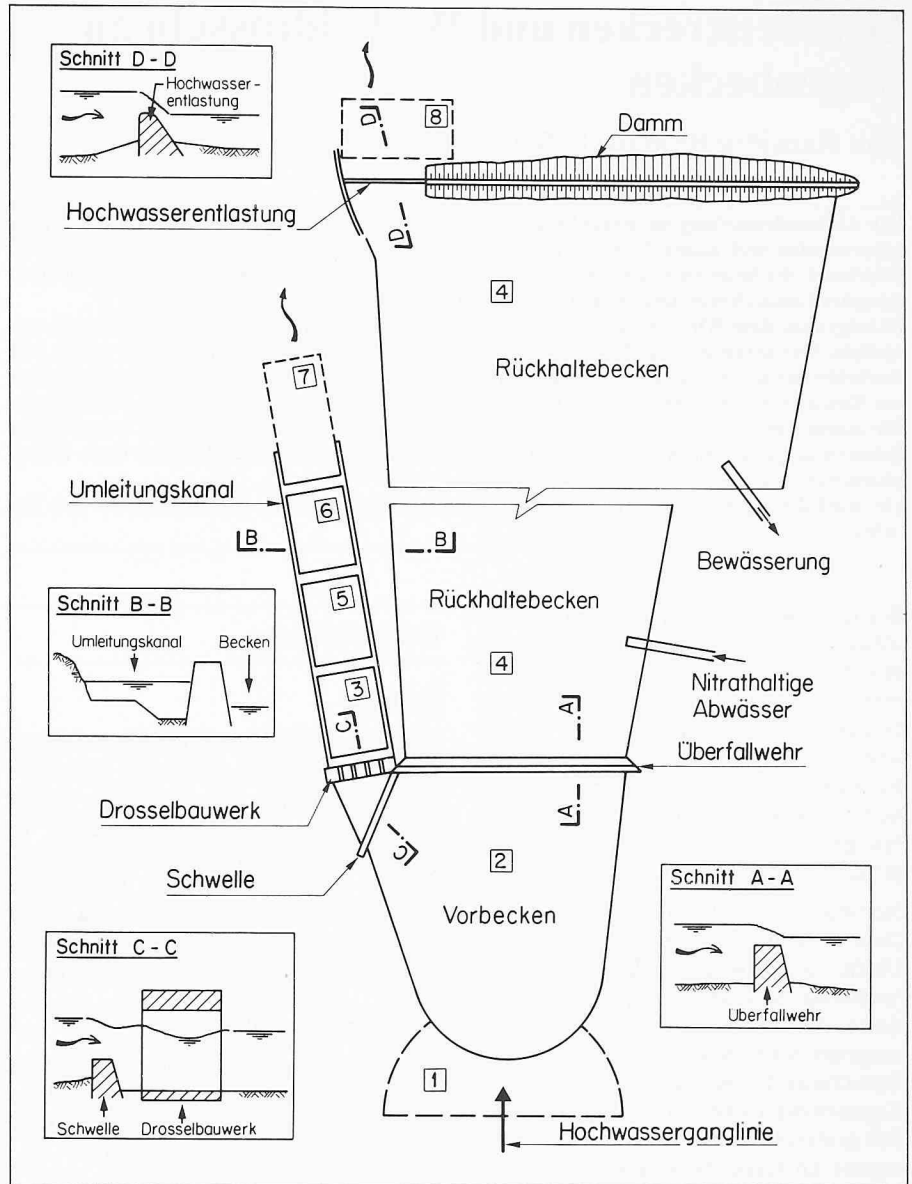 Schnitt D - D
Hochwasser-
entlastung
D
8
Damm
Hochwasserentlastung
D
4
Rückhaltebecken
7
Umleitungskanal
6
B
B
Bewässerung
Rückhaltebecken
Schnitt B - B
Umleitungskanal
Becken
5
4
3
Nitrathaltige
Abwässer
C
A
Überfallwehr
Drosselbauwerk
A
C
2
Schwelle
Vorbecken
Schnitt A - A
Überfallwehr
Schnitt C - C
Schwelle
Drosselbauwerk
1
Hochwasserganglinie